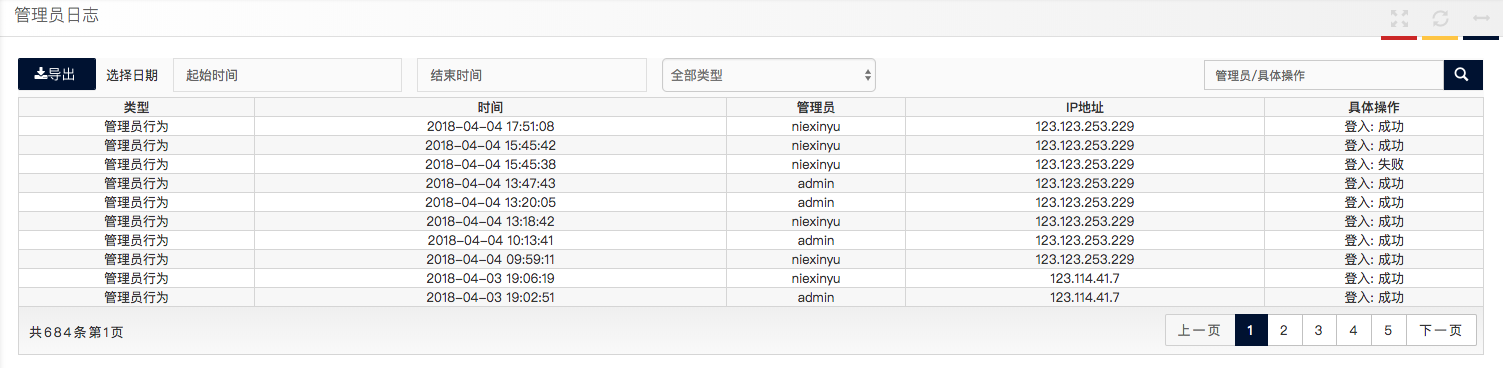 管理员日志
导出 选择日期 起始时间 结束时间 全部类型 管理员/具体操作
类型 时间 管理员 IP地址 具体操作
管理员行为 2018-04-04 17:51:08 niexinyu 123.123.253.229 登入: 成功
管理员行为 2018-04-04 15:45:42 niexinyu 123.123.253.229 登入: 成功
管理员行为 2018-04-04 15:45:38 niexinyu 123.123.253.229 登入: 失败
管理员行为 2018-04-04 13:47:43 admin 123.123.253.229 登入: 成功
管理员行为 2018-04-04 13:20:05 admin 123.123.253.229 登入: 成功
管理员行为 2018-04-04 13:18:42 niexinyu 123.123.253.229 登入: 成功
管理员行为 2018-04-04 10:13:41 admin 123.123.253.229 登入: 成功
管理员行为 2018-04-04 09:59:11 niexinyu 123.123.253.229 登入: 成功
管理员行为 2018-04-03 19:06:19 niexinyu 123.114.41.7 登入: 成功
管理员行为 2018-04-03 19:02:51 admin 123.114.41.7 登入: 成功
共684条第1页 上一页 1 2 3 4 5 下一页